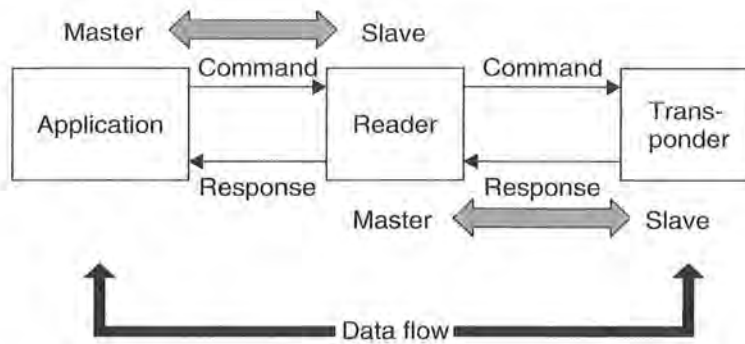 Master Slave
Command Command
Application Reader Trans-
ponder
Response Response
Master Slave
Data flow